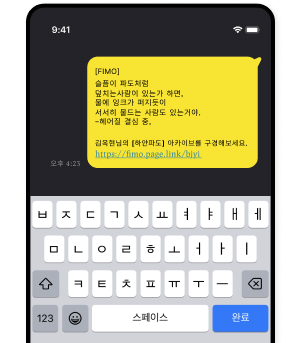 9:41
[FIMO]
슬픔이 파도처럼
덮치는사람이 있는가 하면,
물에 잉크가 퍼지듯이
서서히 물드는 사람도 있는거야.
-헤어질 결심 중,
김옥현님의 [하얀파도] 아카이브를 구경해보세요.
https://fimo.page.link/bjyi
오후 4:23
ㅂ ㅈ ㄷ ㄱ ㅅ ㅛ ㅕ ㅑ ㅐ ㅔ
ㅁ ㄴ ㅇ ㄹ ㅎ ㅗ ㅓ ㅏ ㅣ
ㅋ ㅌ ㅊ ㅍ ㅠ ㅜ ㅡ
123 스페이스 완료